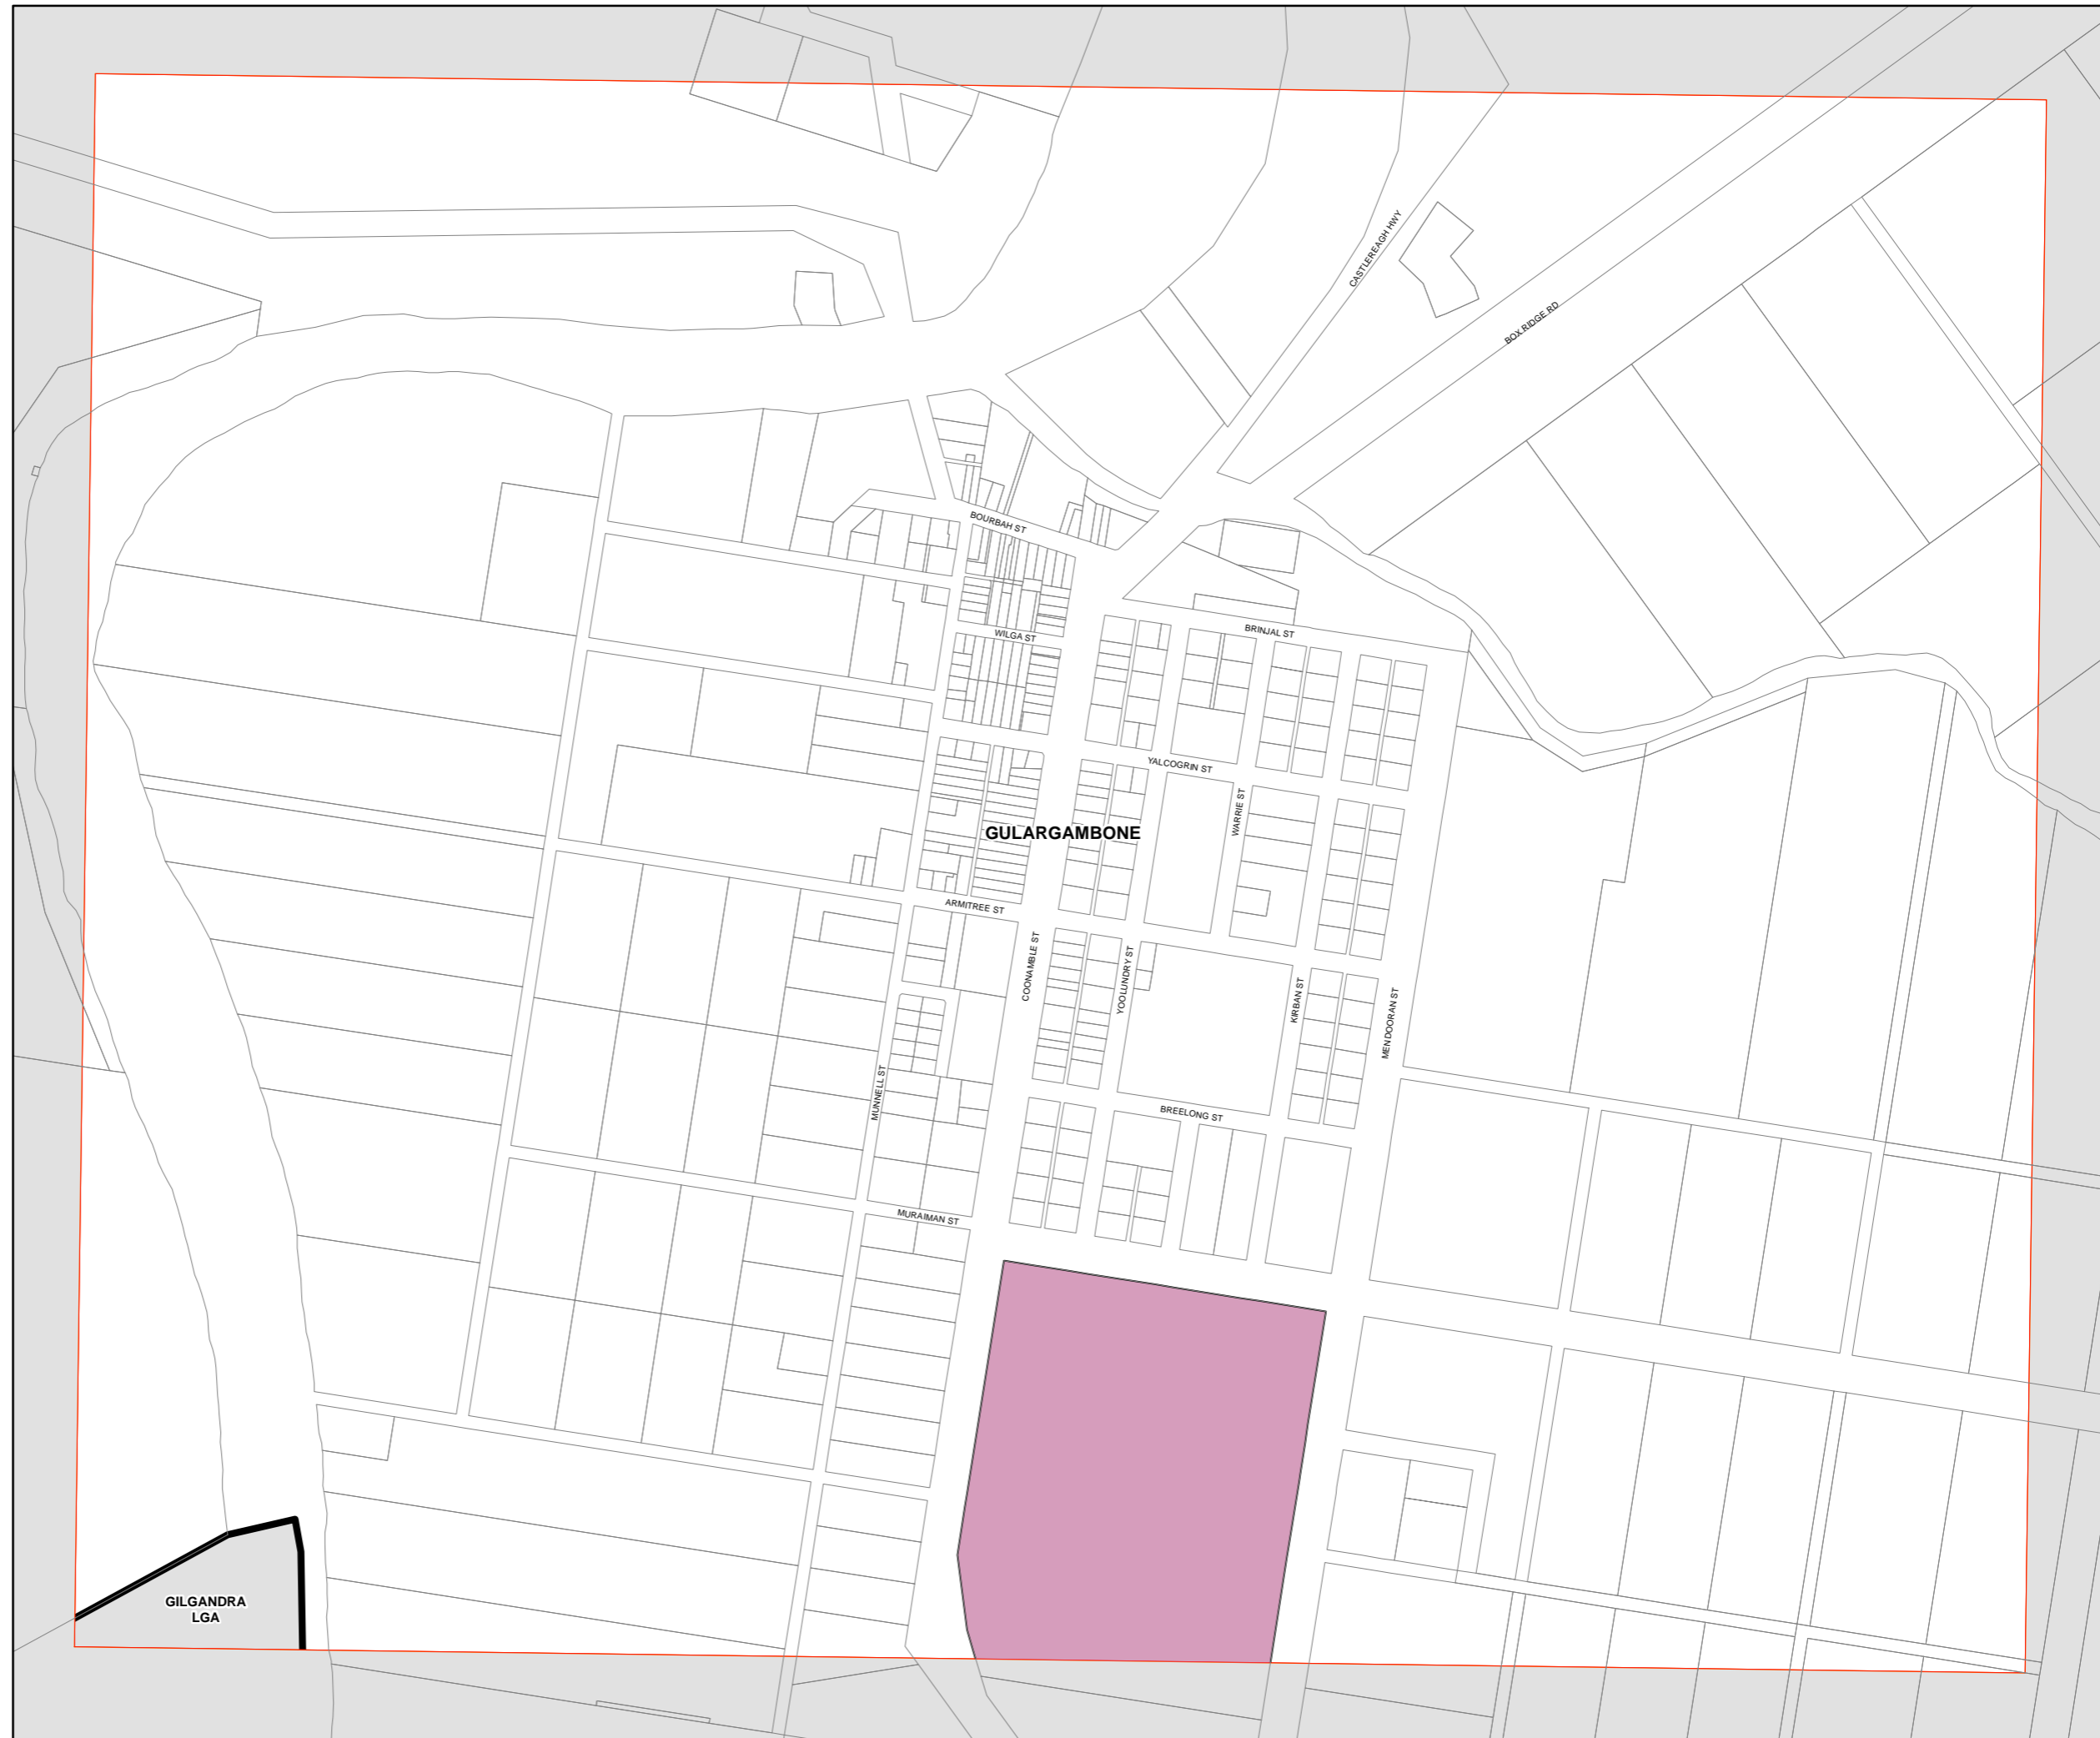 CASTLEREAGH HWY
BOX RIDGE RD
BOURBAH ST
WILGA ST
BRINJAL ST
YALCOGRIN ST
WARRIE ST
GULARGAMBONE
ARMITREE ST
COONAMBLE ST
YOOLUNDRY ST
KIRBAN ST
MENDOORAN ST
MUNNELL ST
BREELONG ST
MURAIMAN ST
GILGANDRA
LGA